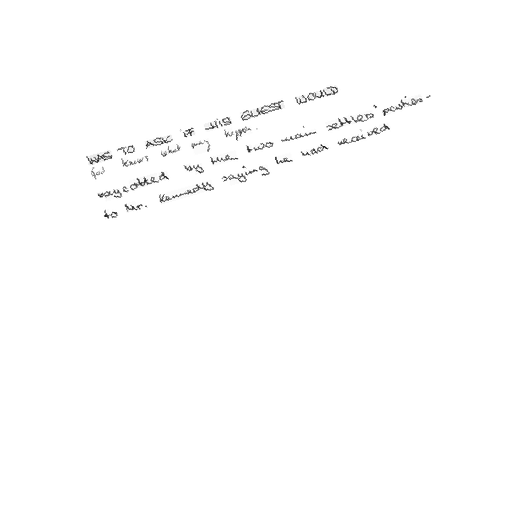 WAS TO ASK IF HIS GUEST WOULD
God knows what may happen.
boycotted by the two main settlers' parties -
to Mr. Kennedy saying he had received